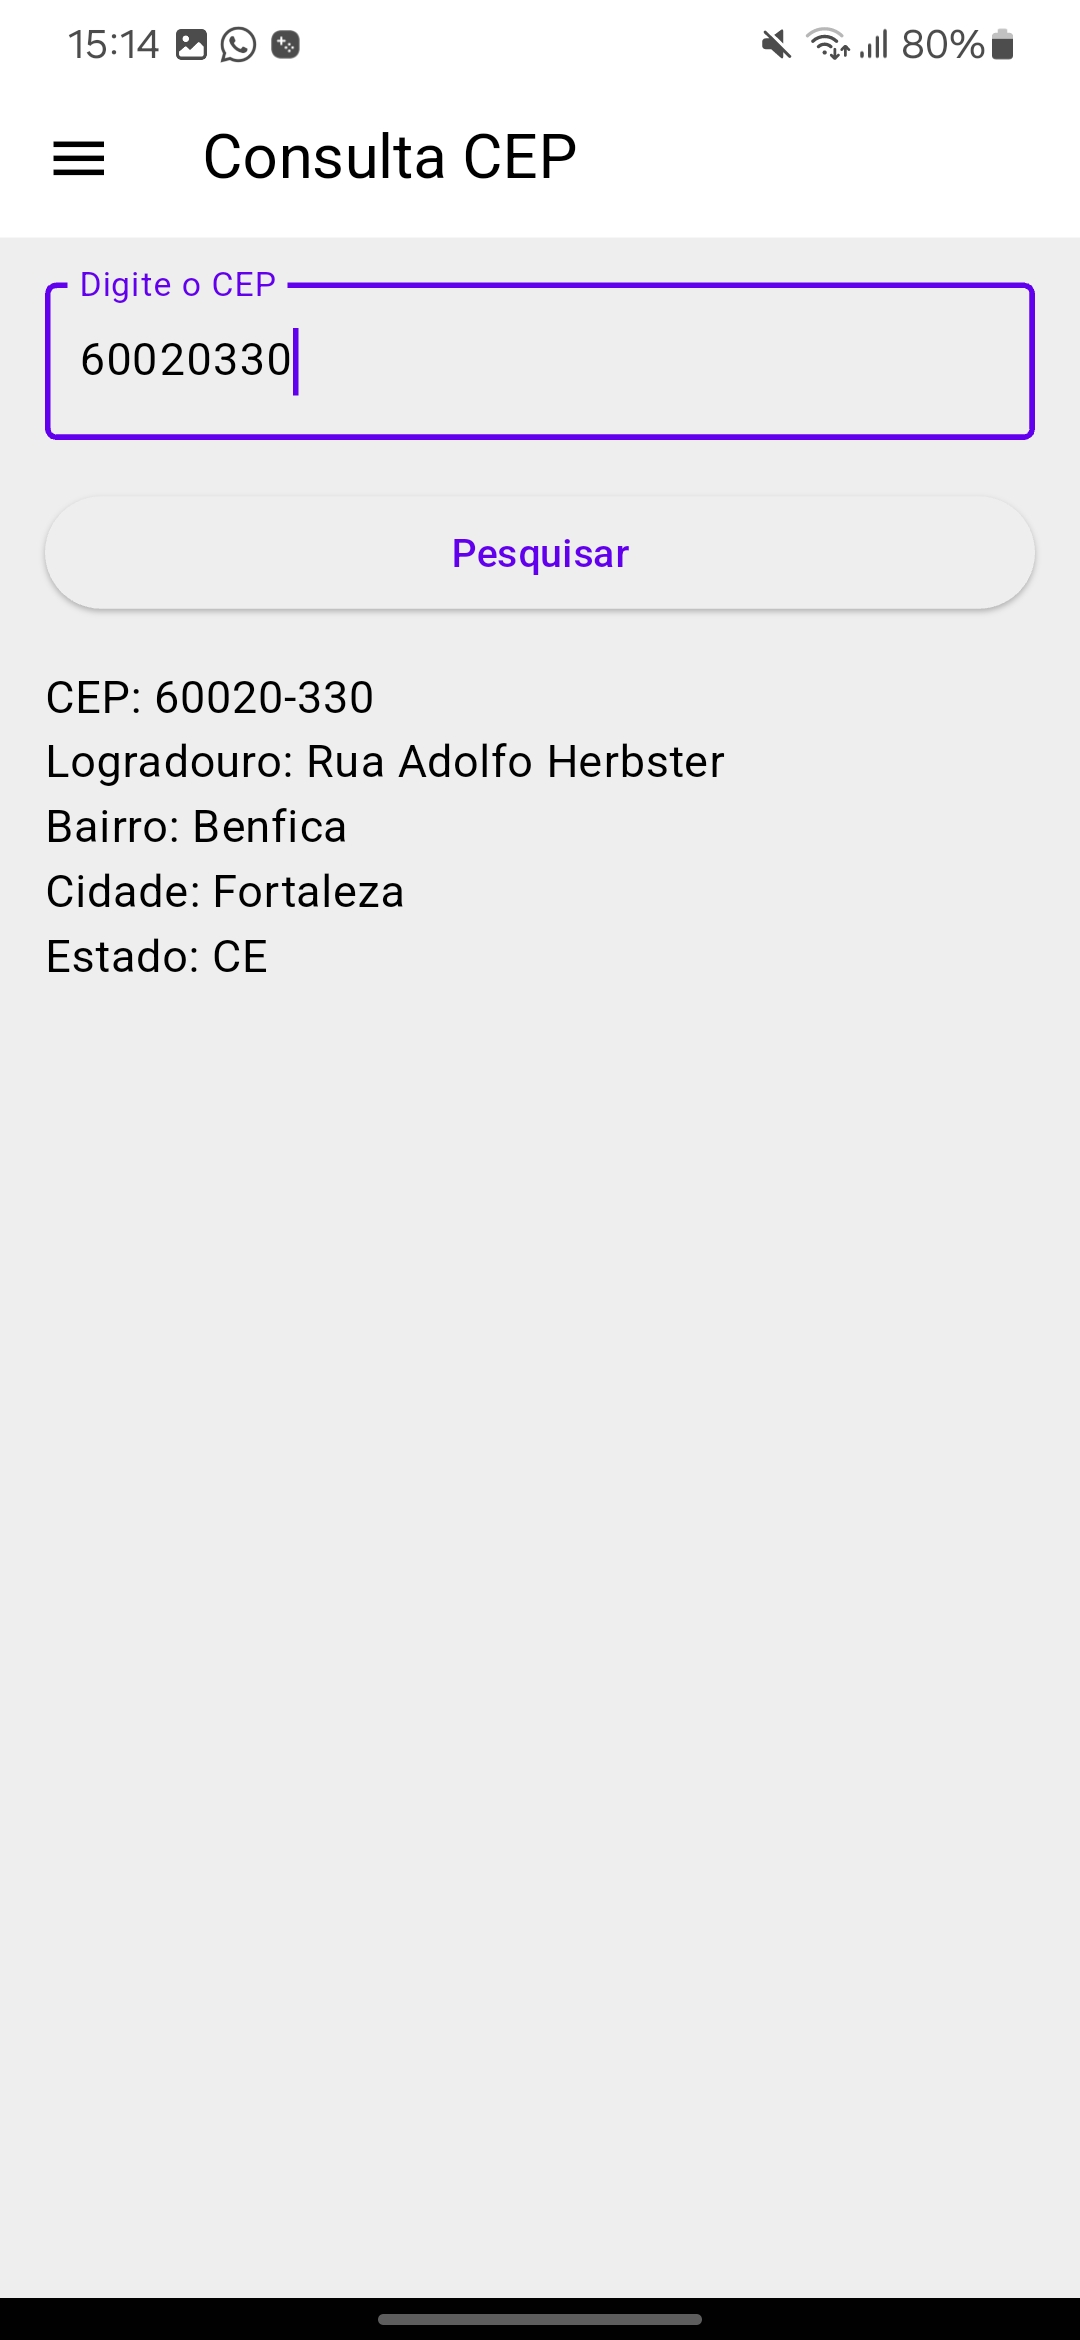 15:14 80%
Consulta CEP
Digite o CEP
60020330
Pesquisar
CEP: 60020-330
Logradouro: Rua Adolfo Herbster
Bairro: Benfica
Cidade: Fortaleza
Estado: CE